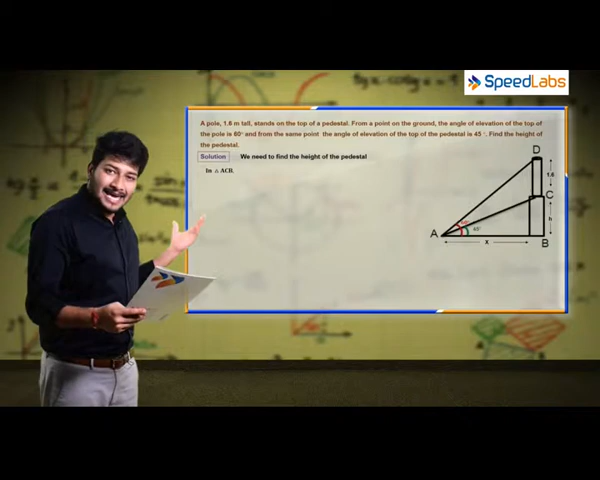 SpeedLabs
A pole, 1.6 m tall, stands on the top of a pedestal. From a point on the ground, the angle of elevation of the top of
the pole is 60° and from the same point the angle of elevation of the top of the pedestal is 45 °. Find the height of
the pedestal.
Solution We need to find the height of the pedestal
In △ ACB,
D
1.6
C
h
45°
A
x
B